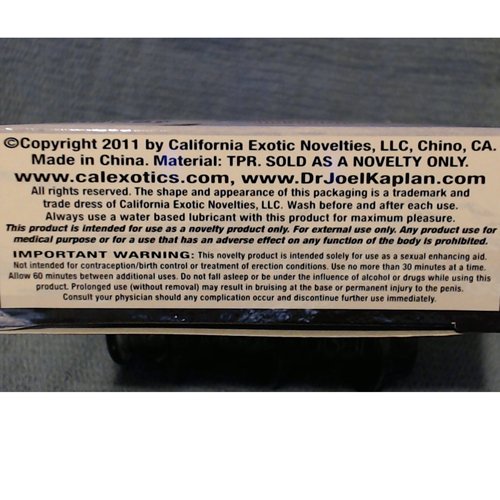 ©Copyright 2011 by California Exotic Novelties, LLC, Chino, CA.
Made in China. Material: TPR. SOLD AS A NOVELTY ONLY.
www.calexotics.com, www.DrJoelKaplan.com
All rights reserved. The shape and appearance of this packaging is a trademark and
trade dress of California Exotic Novelties, LLC. Wash before and after each use.
Always use a water based lubricant with this product for maximum pleasure.
This product is intended for use as a novelty product only. For external use only. Any product use for
medical purpose or for a use that has an adverse effect on any function of the body is prohibited.
IMPORTANT WARNING: This novelty product is intended solely for use as a sexual enhancing aid.
Not intended for contraception/birth control or treatment of erection conditions. Use no more than 30 minutes at a time.
Allow 60 minutes between additional uses. Do not fall asleep or be under the influence of alcohol or drugs while using this
product. Prolonged use (without removal) may result in bruising at the base or permanent injury to the penis.
Consult your physician should any complication occur and discontinue further use immediately.